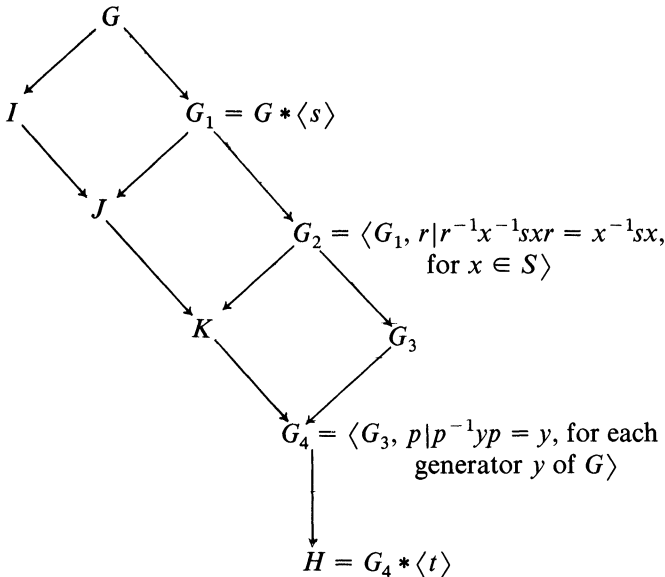 G
I
G₁ = G * ⟨s⟩
J
G₂ = ⟨G₁, r|r⁻¹x⁻¹sxr = x⁻¹sx,
for x ∈ S⟩
K
G₃
G₄ = ⟨G₃, p|p⁻¹yp = y, for each
generator y of G⟩
H = G₄ * ⟨t⟩